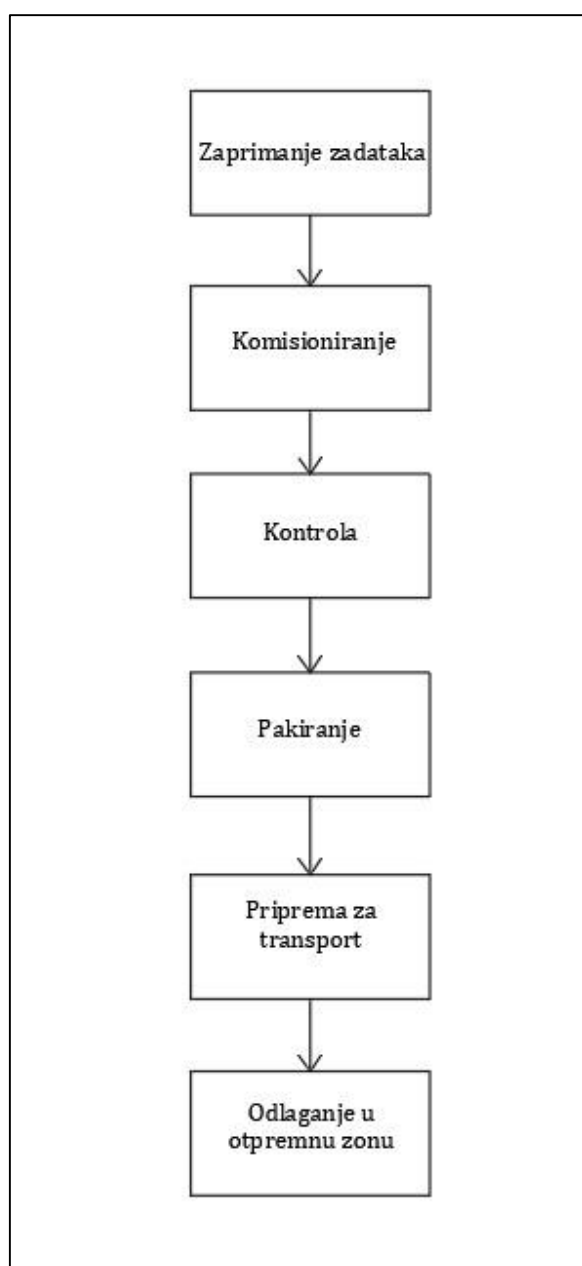 Zaprimanje zadataka
Komisioniranje
Kontrola
Pakiranje
Priprema za
transport
Odlaganje u
otpremnu zonu